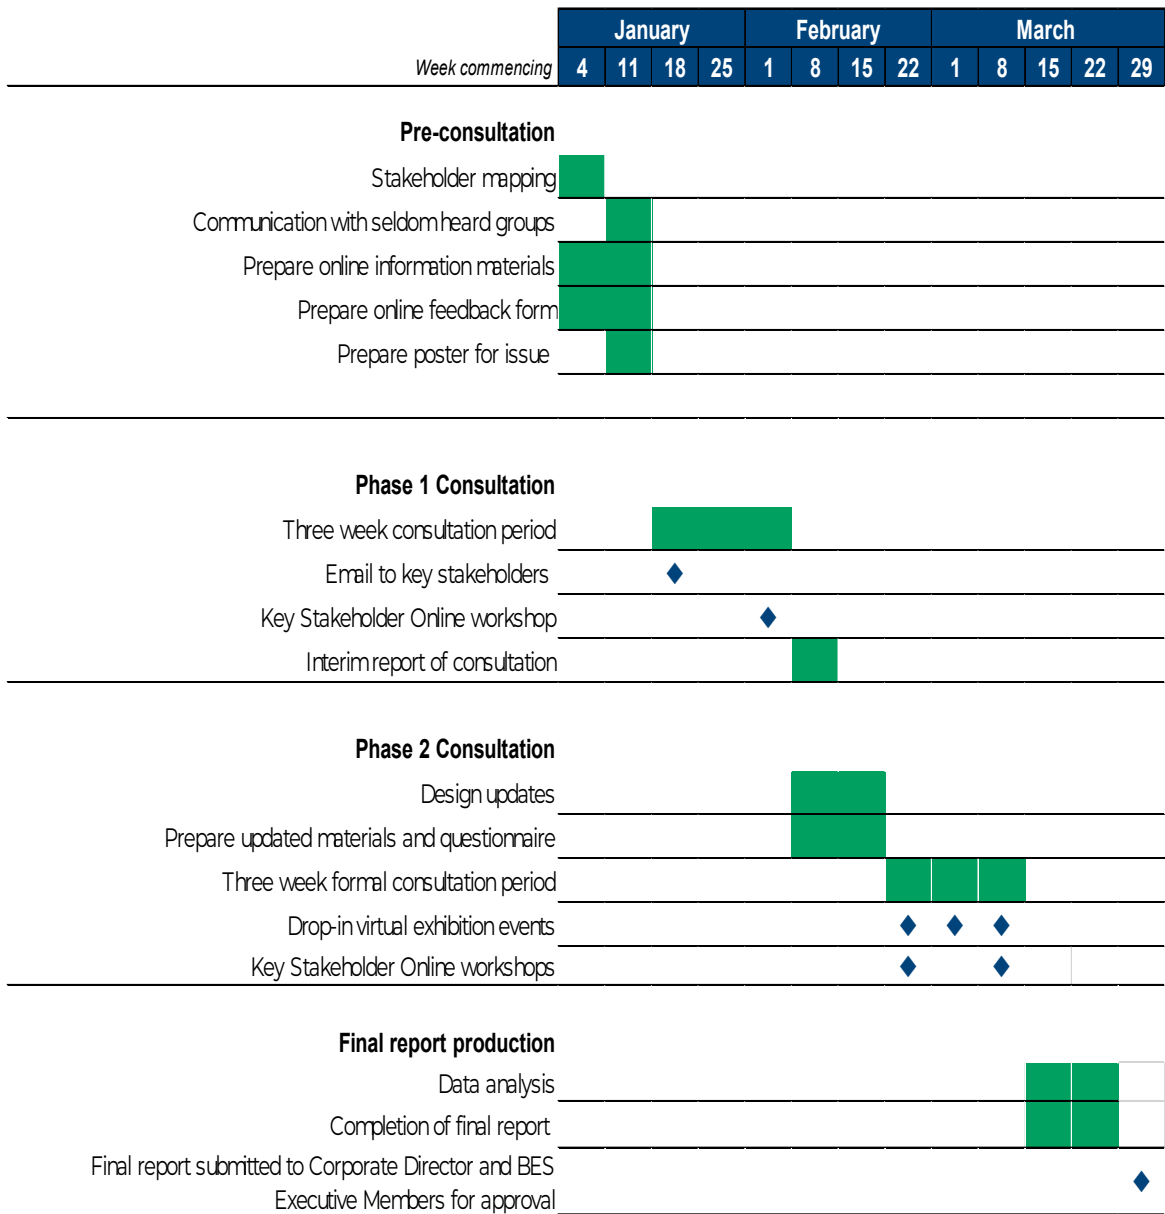 January February March
Week commencing 4 11 18 25 1 8 15 22 1 8 15 22 29
Pre-consultation
Stakeholder mapping
Communication with seldom heard groups
Prepare online information materials
Prepare online feedback form
Prepare poster for issue
Phase 1 Consultation
Three week consultation period
Email to key stakeholders
Key Stakeholder Online workshop
Interim report of consultation
Phase 2 Consultation
Design updates
Prepare updated materials and questionnaire
Three week formal consultation period
Drop-in virtual exhibition events
Key Stakeholder Online workshops
Final report production
Data analysis
Completion of final report
Final report submitted to Corporate Director and BES
Executive Members for approval